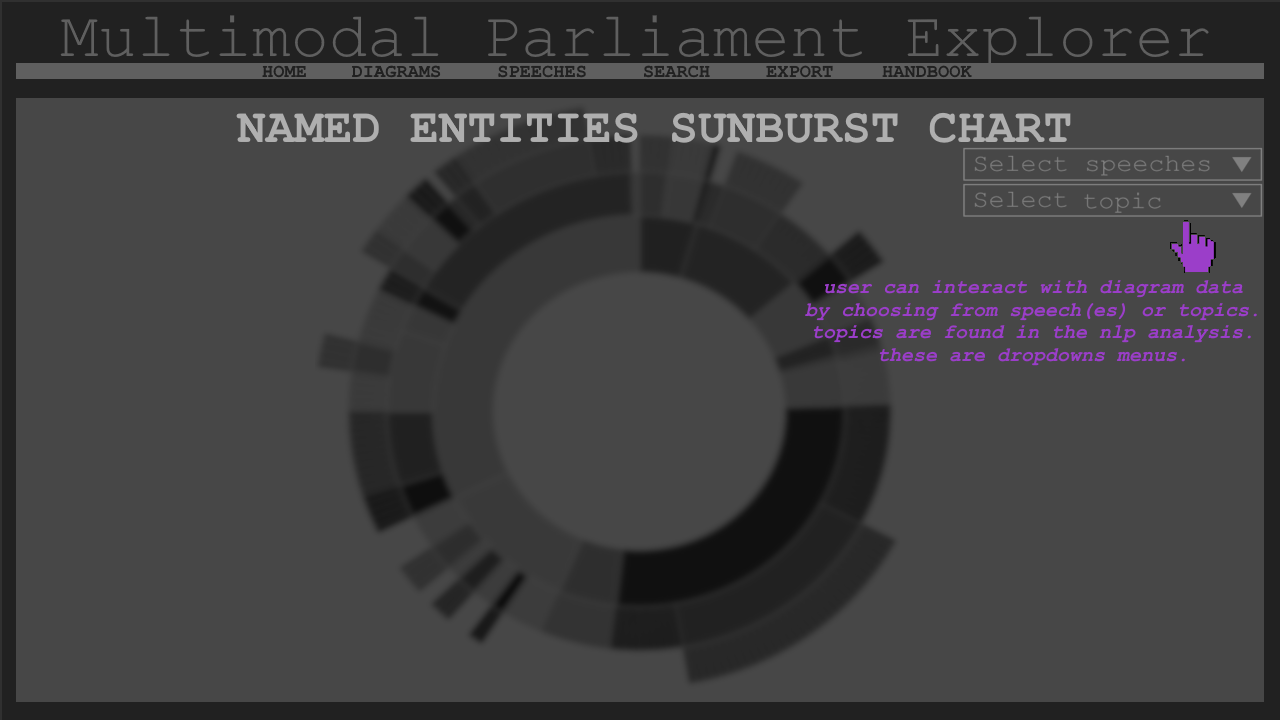 Multimodal Parliament Explorer
HOME DIAGRAMS SPEECHES SEARCH EXPORT HANDBOOK
NAMED ENTITIES SUNBURST CHART
Select speeches
Select topic
user can interact with diagram data
by choosing from speech(es) or topics.
topics are found in the nlp analysis.
these are dropdowns menus.